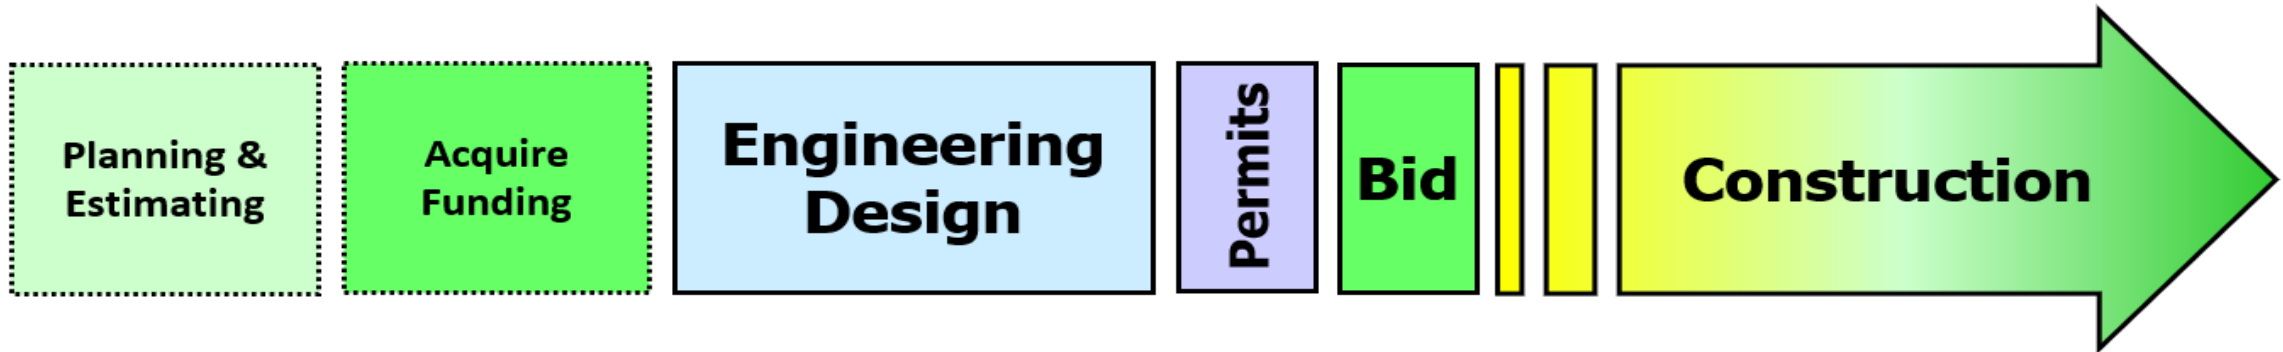 Planning &
Estimating
Acquire
Funding
Engineering
Design
Permits
Bid
Construction